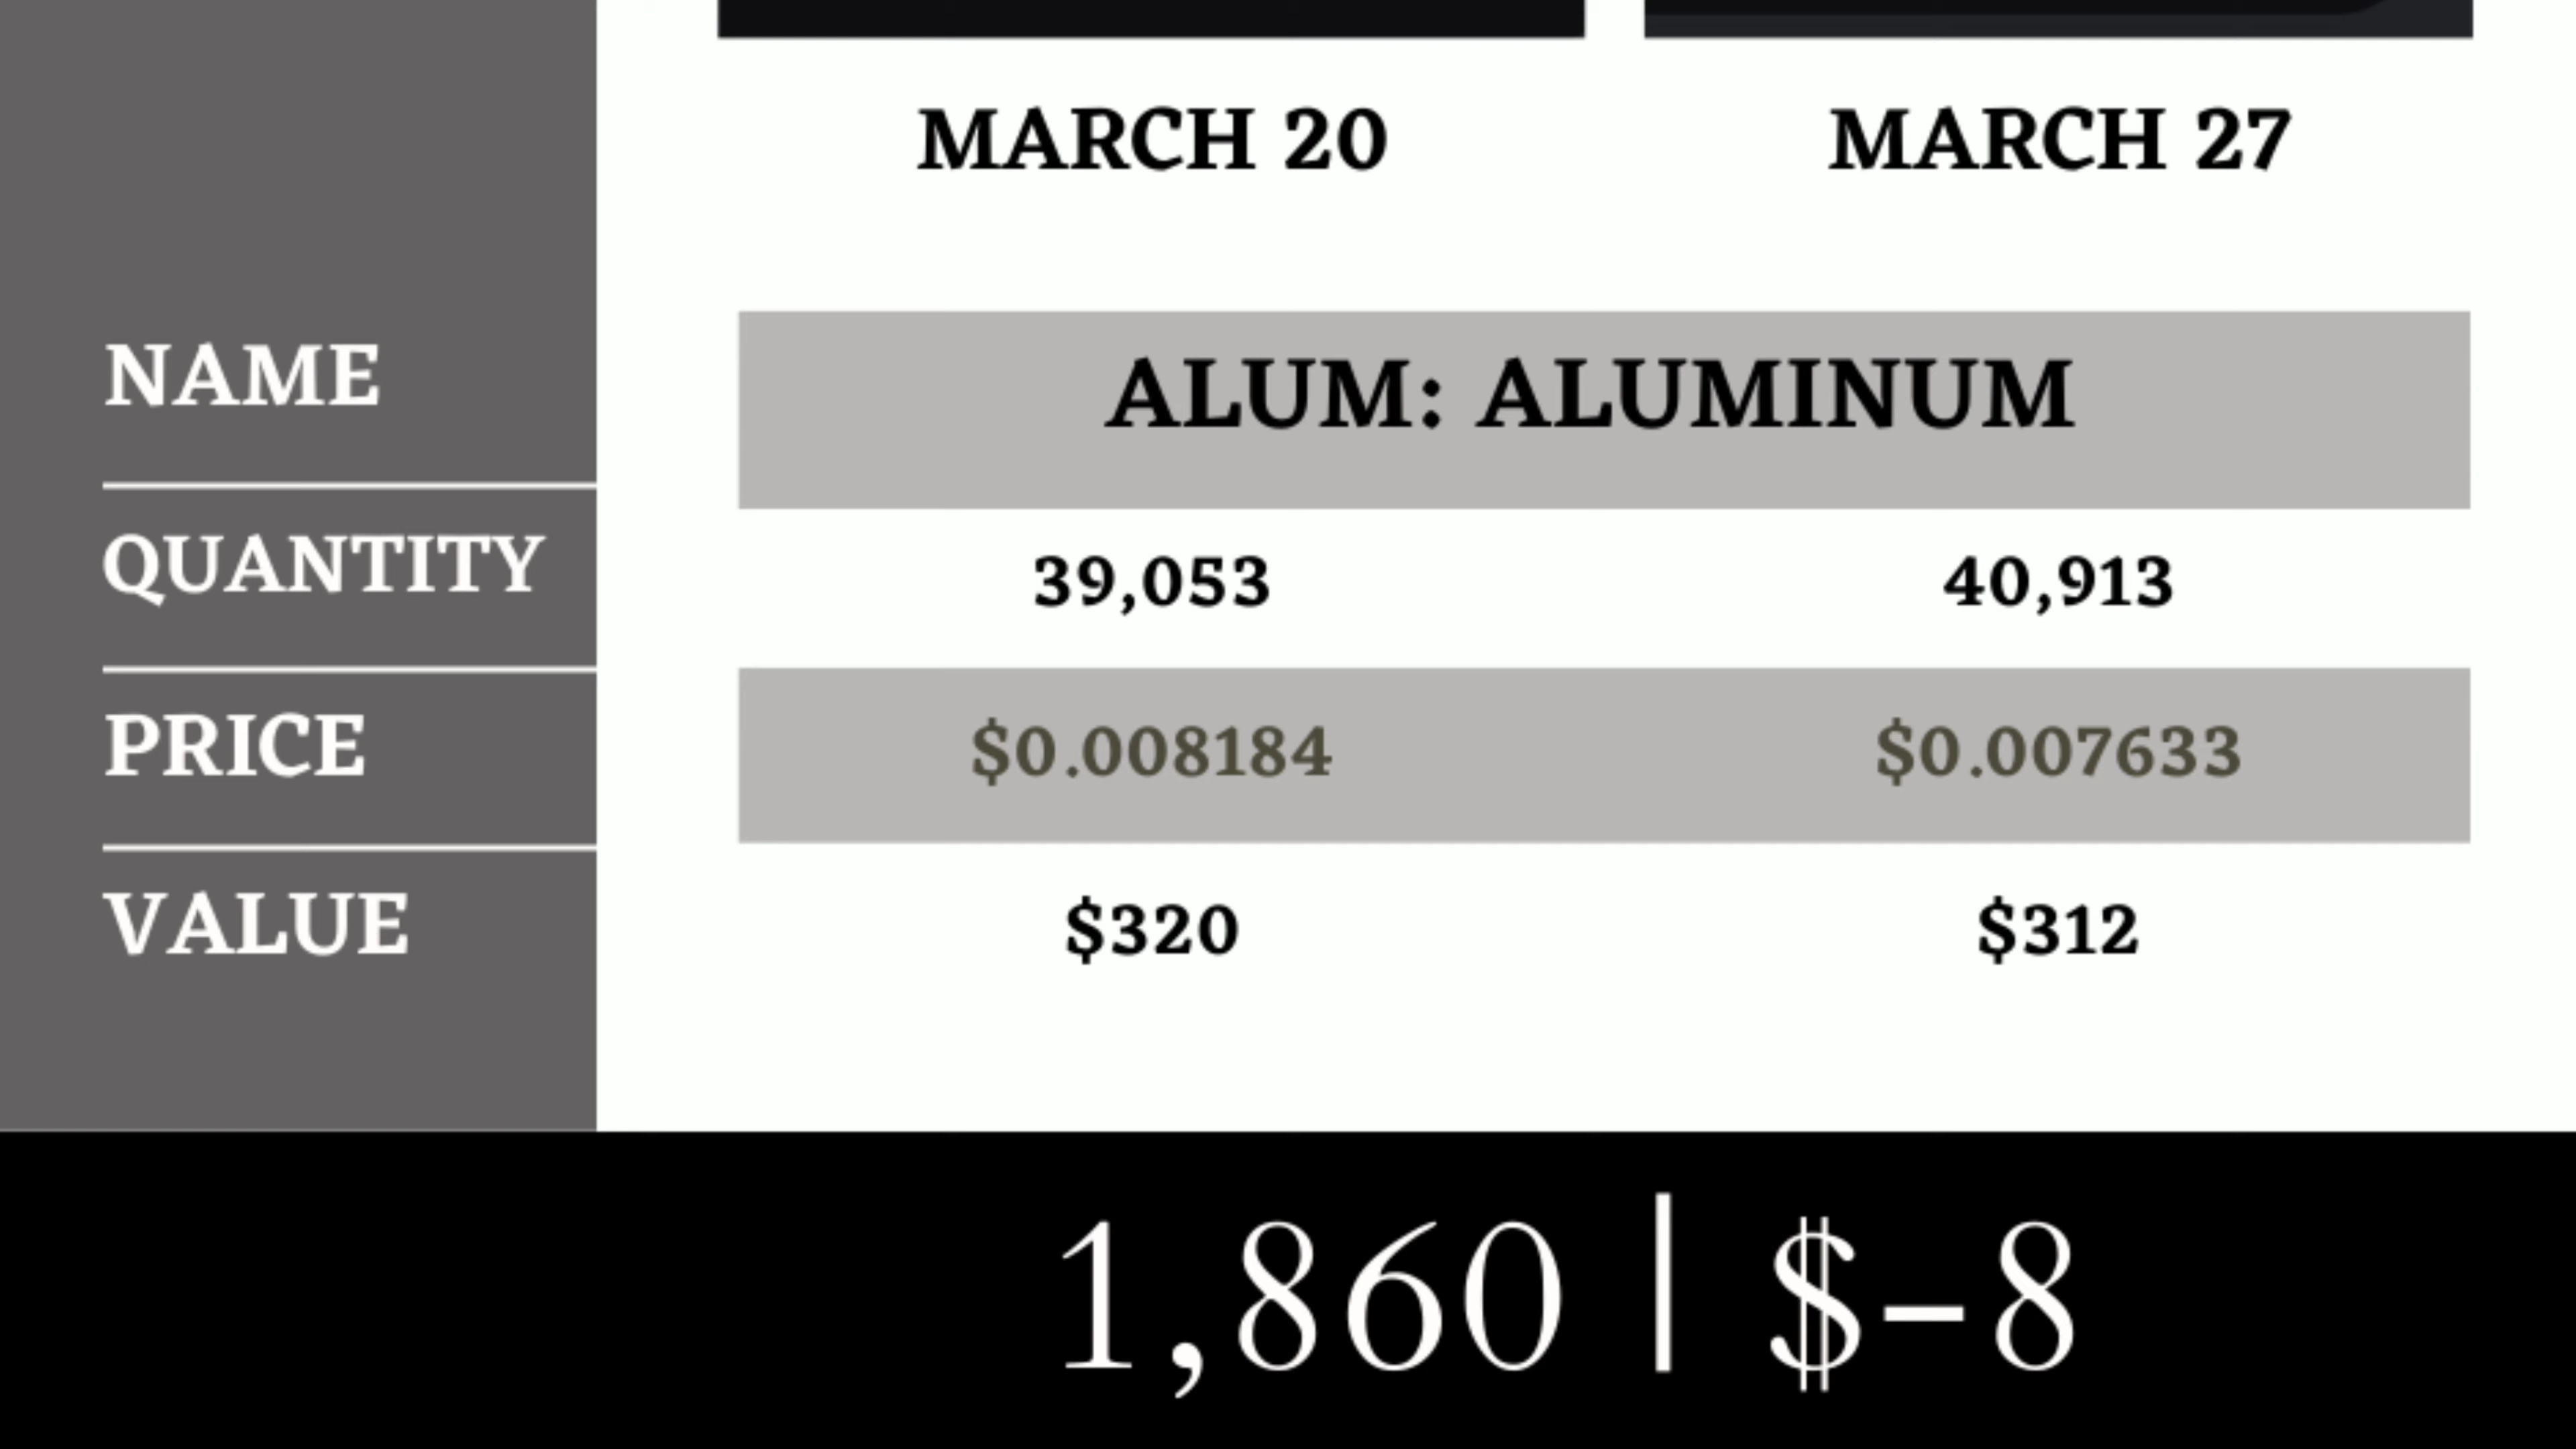 MARCH 20 MARCH 27
NAME ALUM: ALUMINUM
QUANTITY 39,053 40,913
PRICE $0.008184 $0.007633
VALUE $320 $312
1,860 | $-8